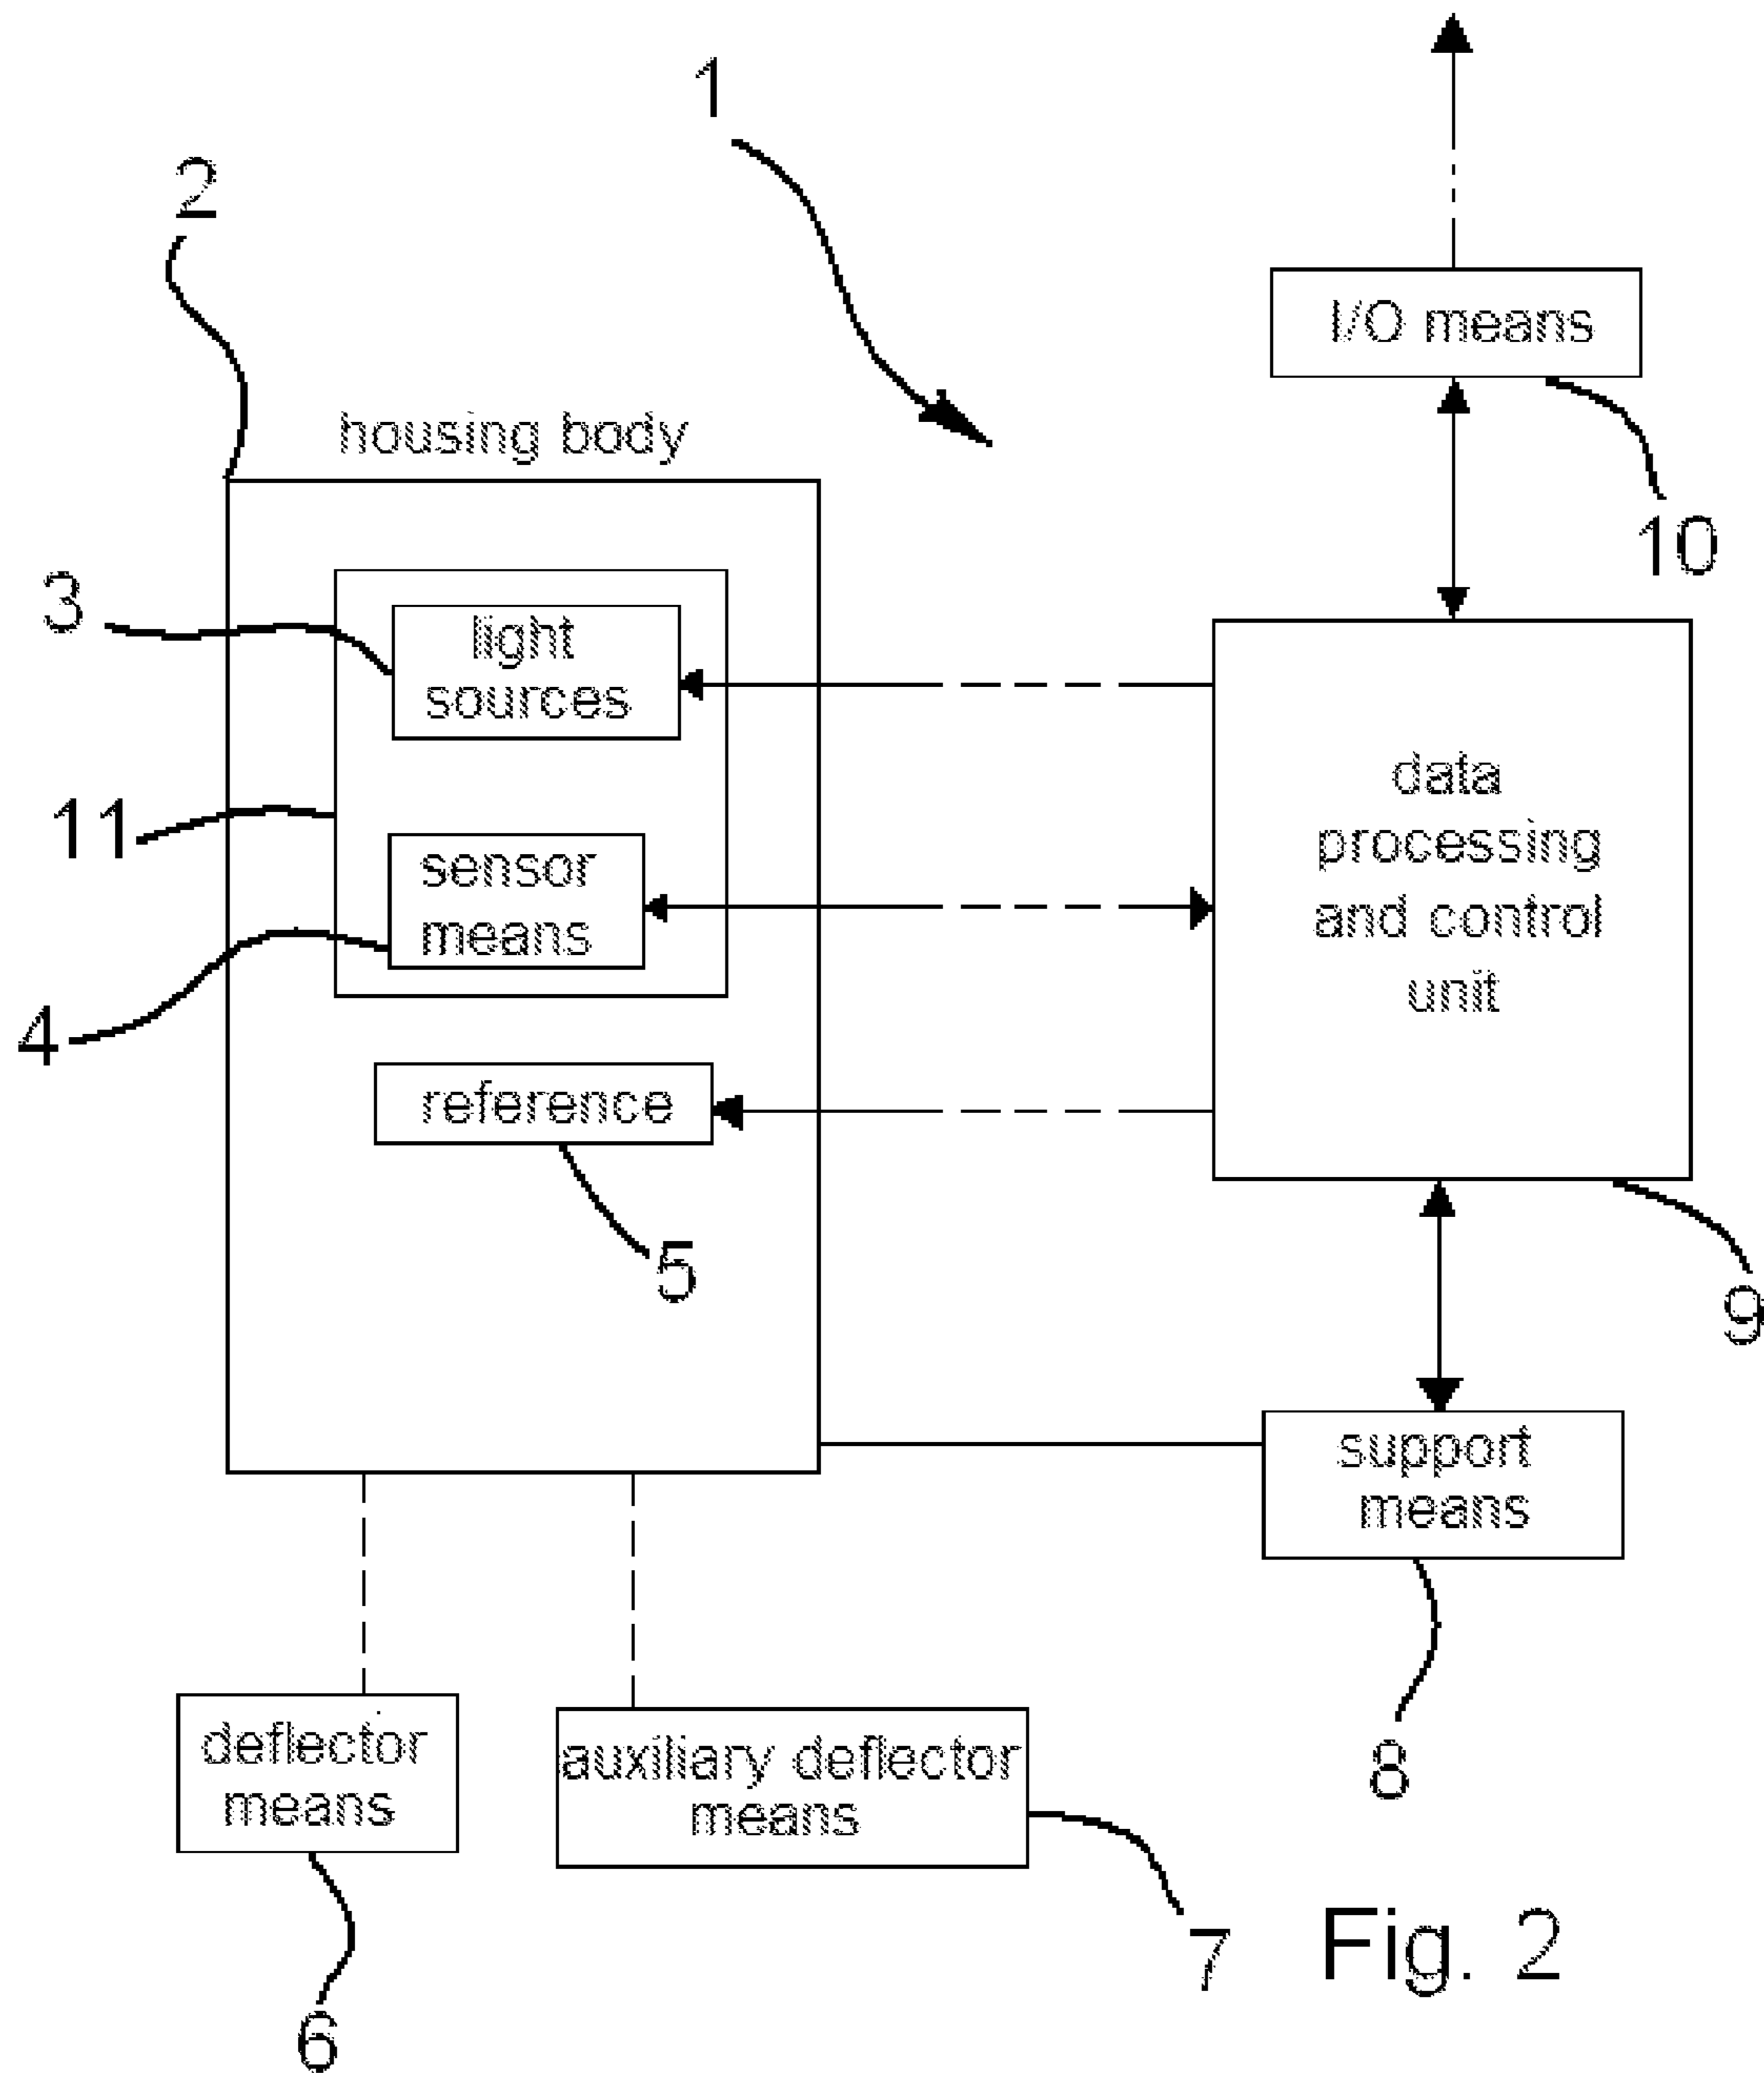 1
2
I/O means
housing body
10
3
light
sources
data
processing
and control
unit
11
sensor
means
4
reference
5
9
support
means
deflector
means
auxiliary deflector
means
8
7
Fig. 2
6